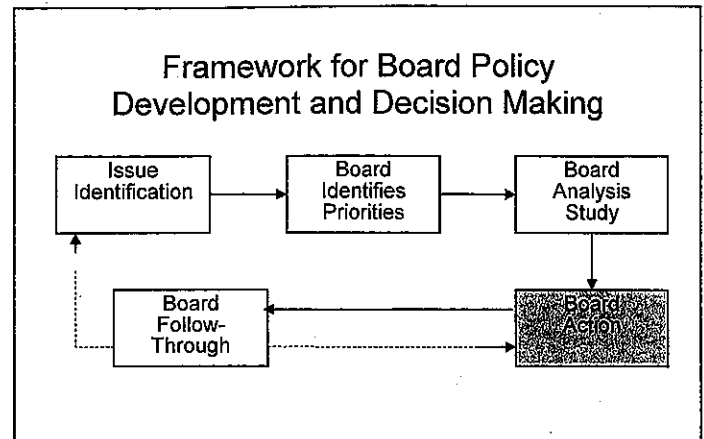 Framework for Board Policy
Development and Decision Making
Issue
Identification
Board
Identifies
Priorities
Board
Analysis
Study
Board
Follow-
Through
Board
Action